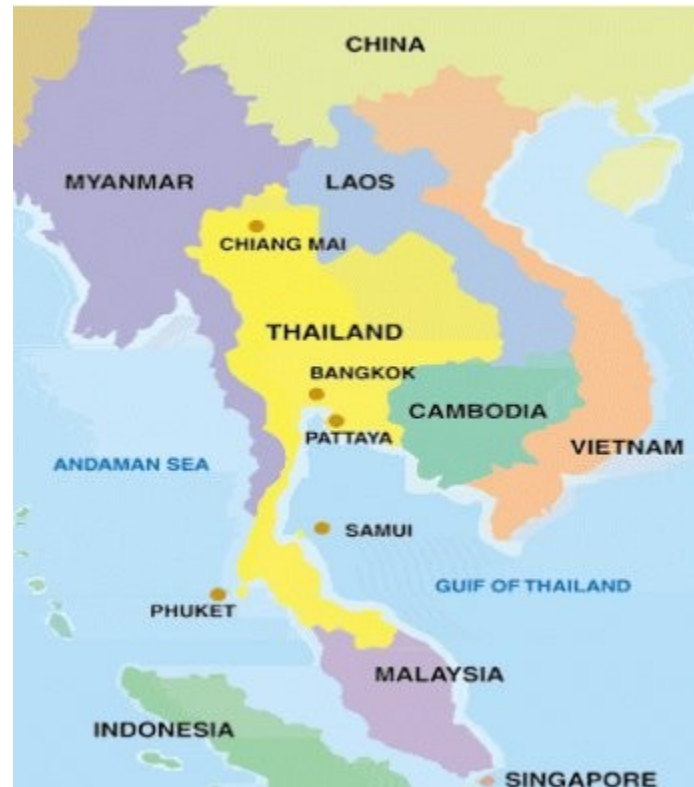 CHINA
MYANMAR
LAOS
CHIANG MAI
THAILAND
BANGKOK
CAMBODIA
PATTAYA
VIETNAM
ANDAMAN SEA
SAMUI
GUIF OF THAILAND
PHUKET
MALAYSIA
INDONESIA
SINGAPORE